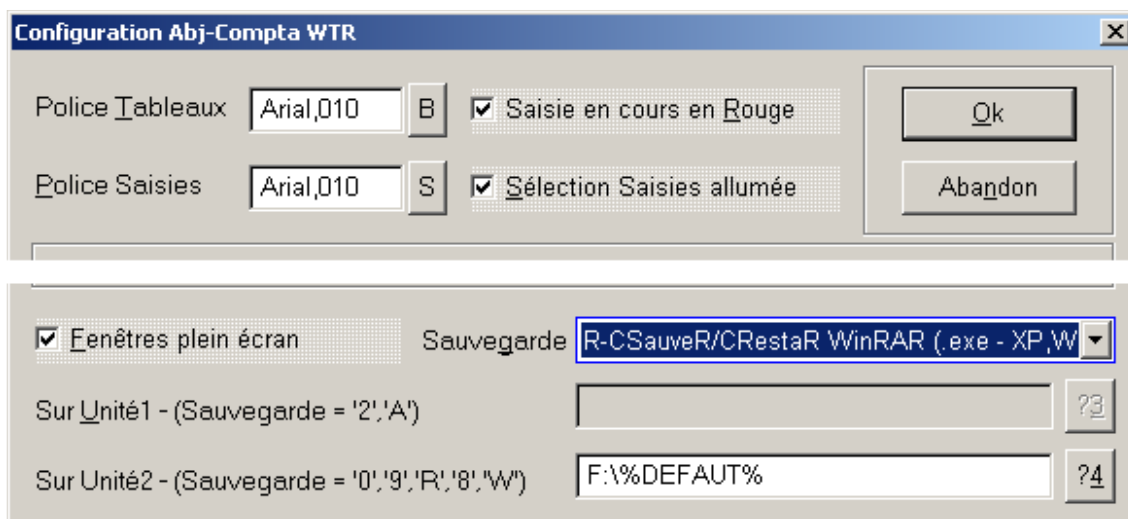 Configuration Abj-Compta WTR
Police Tableaux Arial,010 B Saisie en cours en Rouge Ok
Police Saisies Arial,010 S Sélection Saisies allumée Abandon
Fenêtres plein écran Sauvegarde R-CSauveR/CRestaR WinRAR (.exe - XP,W
Sur Unité1 - (Sauvegarde = '2','A') ?3
Sur Unité2 - (Sauvegarde = '0','9','R','8','W') F:\%DEFAUT% ?4